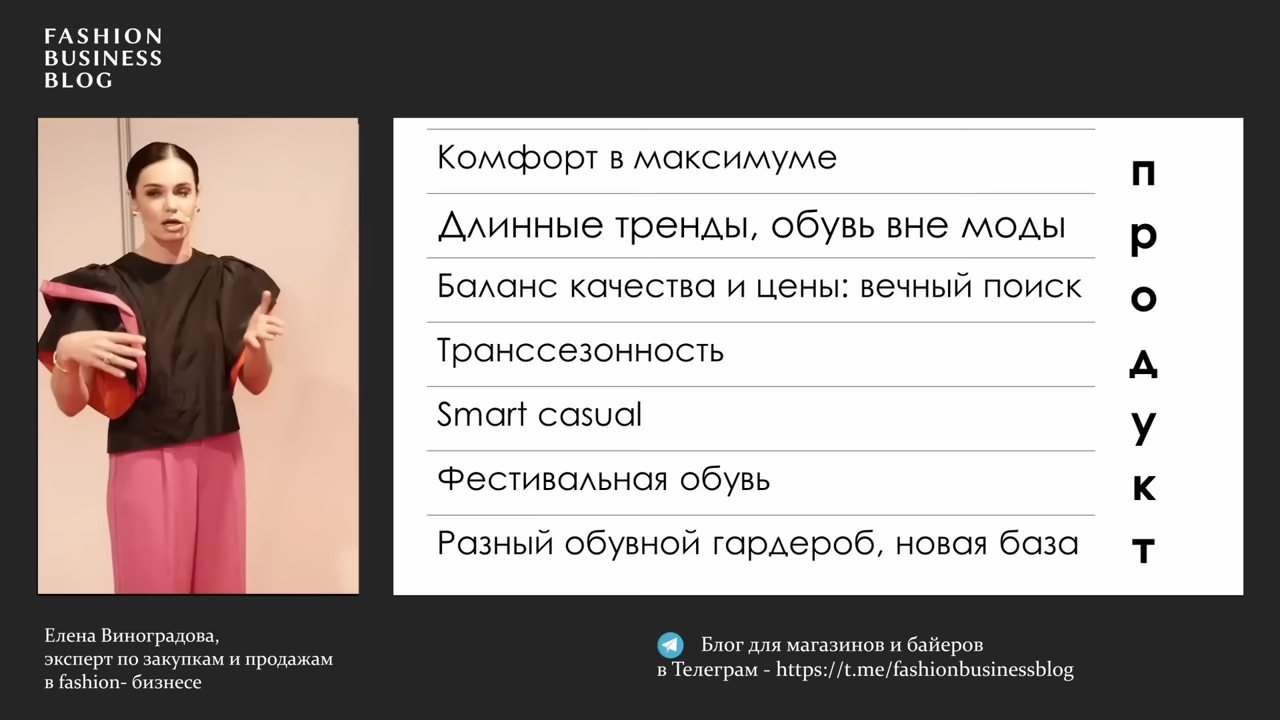 FASHION
BUSINESS
BLOG
Комфорт в максимуме
Длинные тренды, обувь вне моды
Баланс качества и цены: вечный поиск
Транссезонность
Smart casual
Фестивальная обувь
Разный обувной гардероб, новая база
п
р
о
д
у
к
т
Елена Виноградова,
эксперт по закупкам и продажам
в fashion- бизнесе
Блог для магазинов и байеров
в Телеграм - https://t.me/fashionbusinessblog